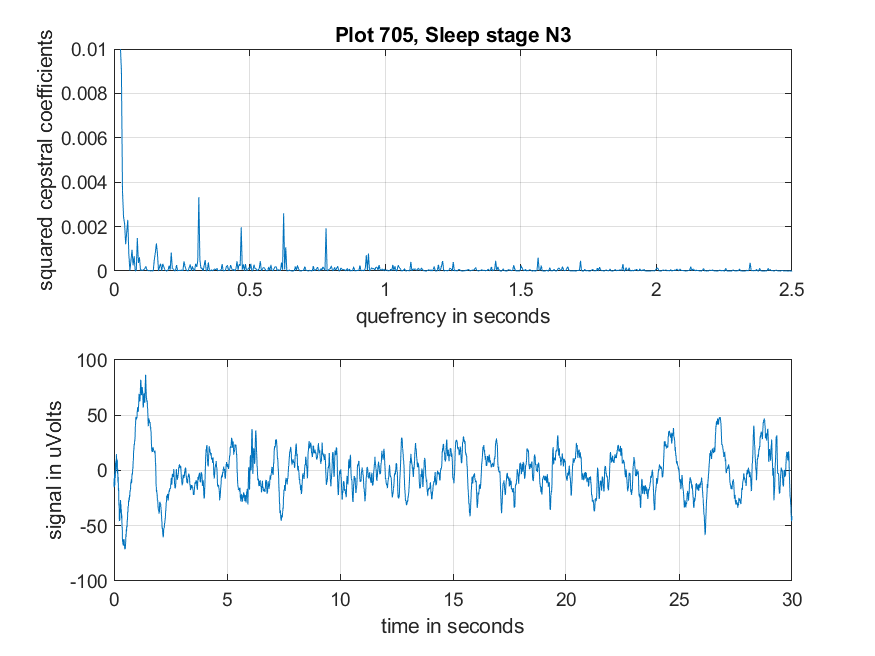 Plot 705, Sleep stage N3
squared cepstral coefficients
0.01
0.008
0.006
0.004
0.002
0
0 0.5 1 1.5 2 2.5
quefrency in seconds
signal in uVolts
100
50
0
-50
-100
0 5 10 15 20 25 30
time in seconds